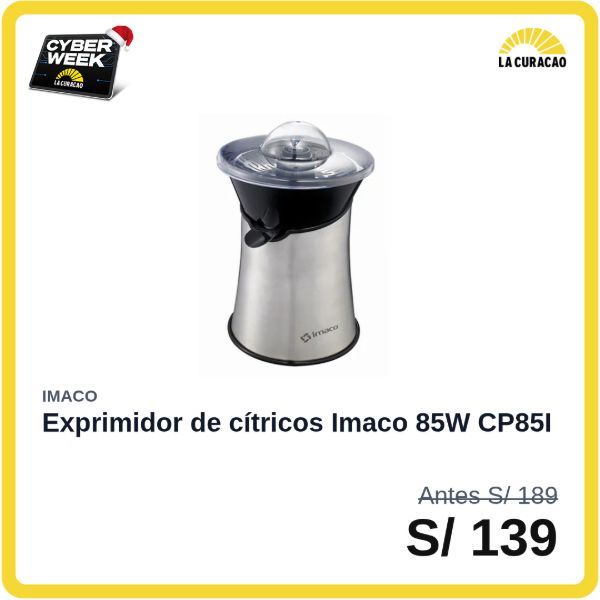 CYBER
WEEK
LA CURACAO
LA CURACAO
imaco
IMACO
Exprimidor de cítricos Imaco 85W CP85I
Antes S/ 189
S/ 139